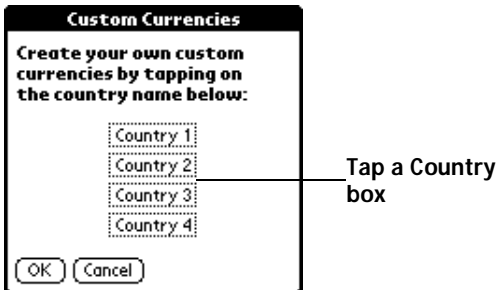 Custom Currencies
Create your own custom
currencies by tapping on
the country name below:
Country 1
Country 2
Country 3
Country 4
Tap a Country
box
OK Cancel